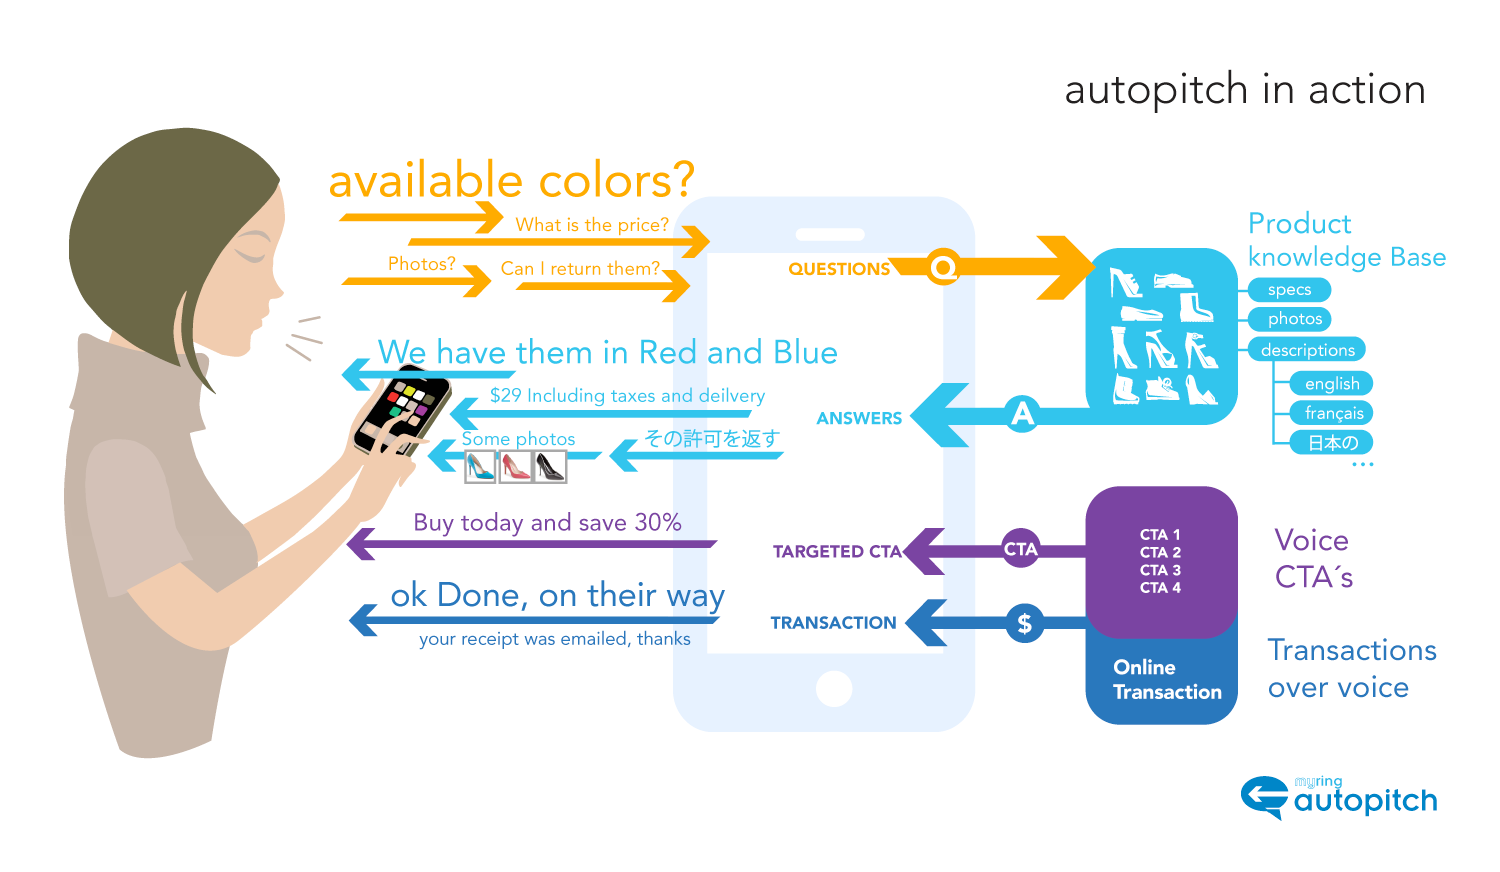 autopitch in action
available colors?
What is the price?
Photos?
Can I return them?
QUESTIONS
Q
Product
knowledge Base
specs
photos
descriptions
english
français
日本の
...
We have them in Red and Blue
$29 Including taxes and deilvery
Some photos
その許可を返す
ANSWERS
A
Buy today and save 30%
TARGETED CTA
CTA
CTA 1
CTA 2
CTA 3
CTA 4
Voice
CTA´s
ok Done, on their way
your receipt was emailed, thanks
TRANSACTION
$
Online
Transaction
Transactions
over voice
myring
autopitch